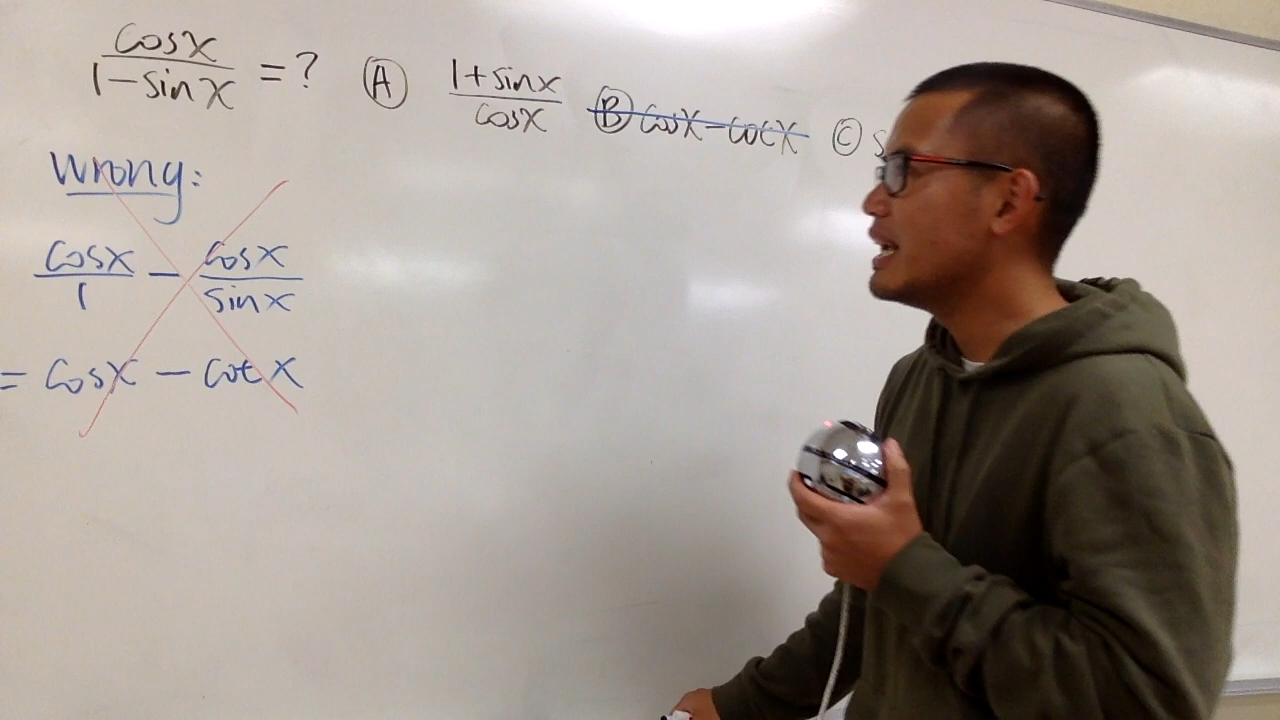 cosx / 1-sinx = ? Ⓐ 1+sinx / cosx Ⓑ cosx-cotx Ⓒ
Wrong:
cosx / 1 - cosx / sinx
= cosx - cotx